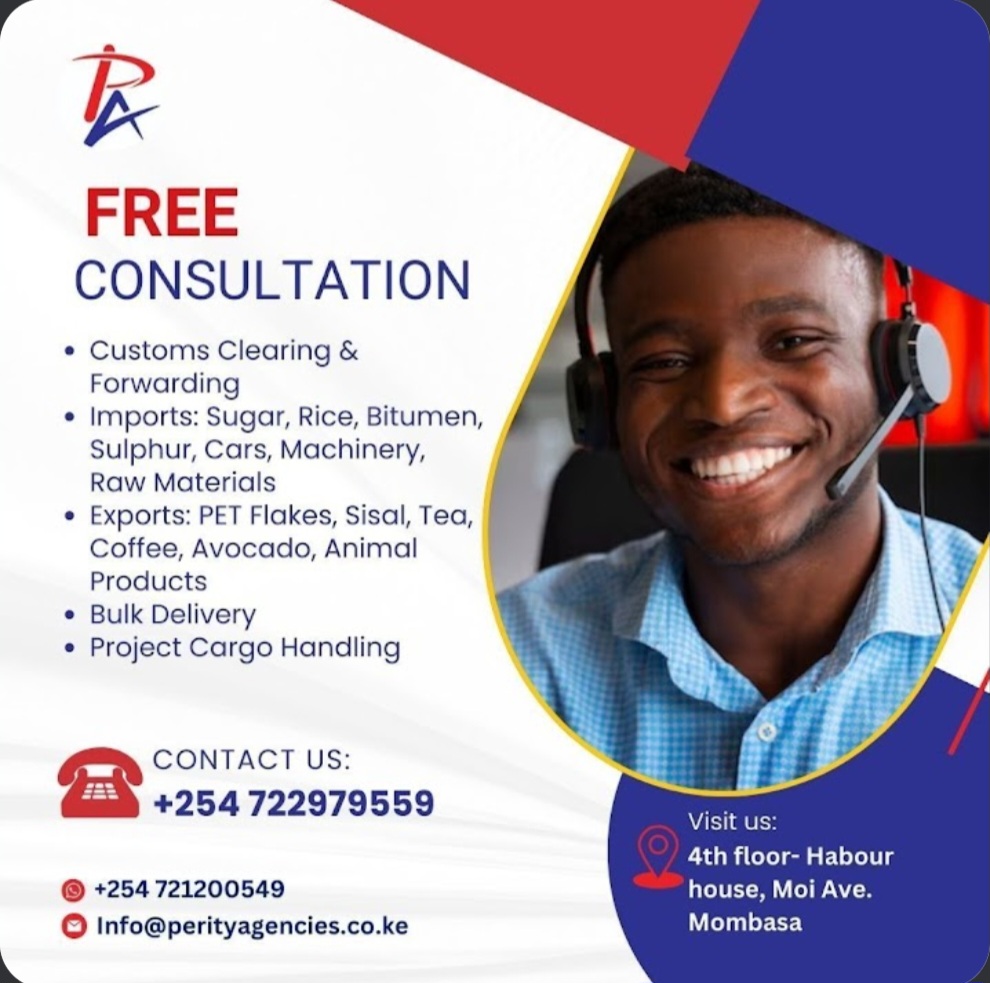 PA
FREE
CONSULTATION
• Customs Clearing &
Forwarding
• Imports: Sugar, Rice, Bitumen,
Sulphur, Cars, Machinery,
Raw Materials
• Exports: PET Flakes, Sisal, Tea,
Coffee, Avocado, Animal
Products
• Bulk Delivery
• Project Cargo Handling
CONTACT US:
+254 722979559
+254 721200549
Info@perityagencies.co.ke
Visit us:
4th floor- Habour
house, Moi Ave.
Mombasa